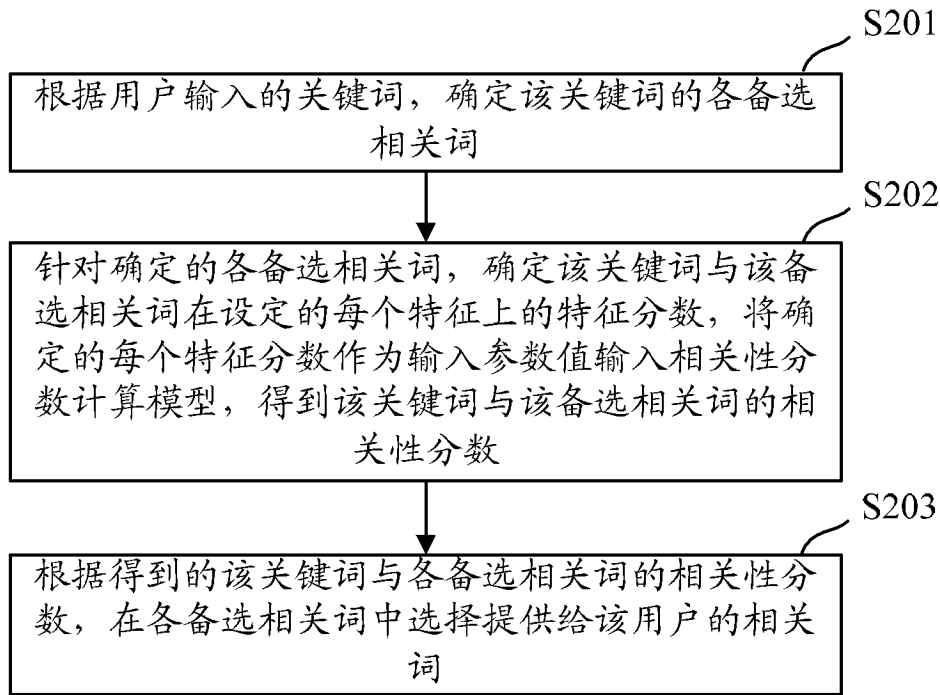 S201
根据用户输入的关键词，确定该关键词的各备选
相关词
S202
针对确定的各备选相关词，确定该关键词与该备
选相关词在设定的每个特征上的特征分数，将确
定的每个特征分数作为输入参数值输入相关性分
数计算模型，得到该关键词与该备选相关词的相
关性分数
S203
根据得到的该关键词与各备选相关词的相关性分
数，在各备选相关词中选择提供给该用户的相关
词